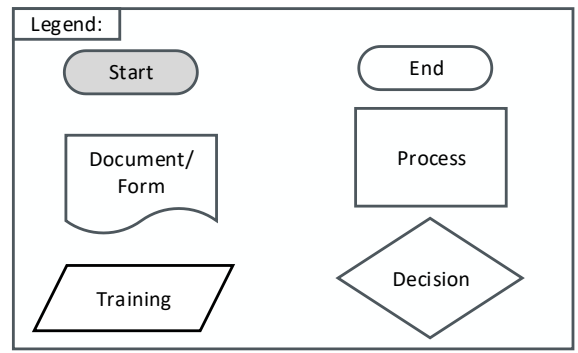 Legend:
Start
End
Document/
Form
Process
Training
Decision